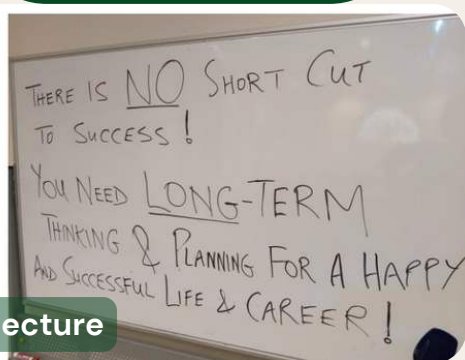 THERE IS NO SHORT CUT
TO SUCCESS!
YOU NEED LONG-TERM
THINKING & PLANNING FOR A HAPPY
AND SUCCESSFUL LIFE & CAREER!
ecture